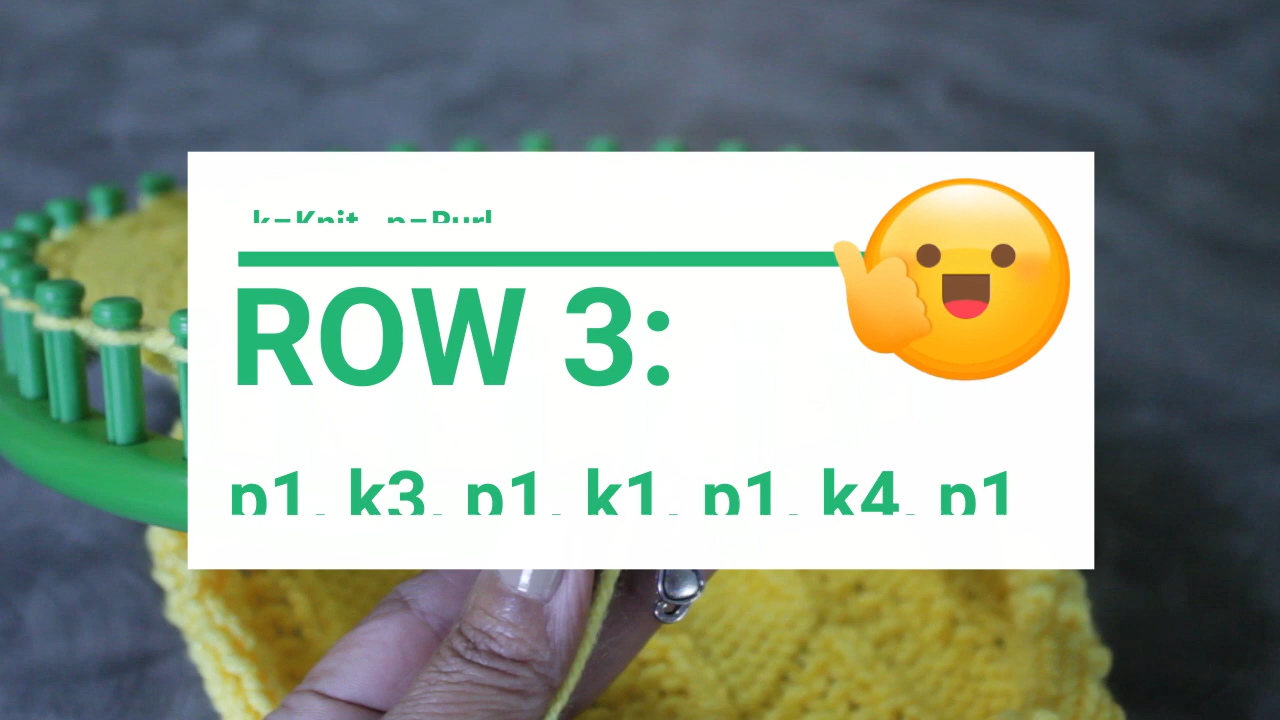 k=Knit p=Purl
ROW 3:
p1, k3, p1, k1, p1, k4, p1